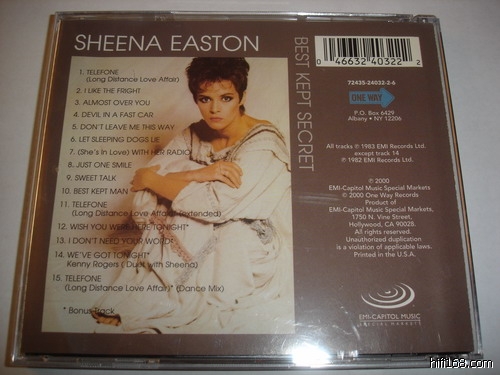 SHEENA EASTON
1. TELEFONE
(Long Distance Love Affair)
2. I LIKE THE FRIGHT
3. ALMOST OVER YOU
4. DEVIL IN A FAST CAR
5. DON'T LEAVE ME THIS WAY
6. LET SLEEPING DOGS LIE
7. (She's In Love) WITH HER RADIO
8. JUST ONE SMILE
9. SWEET TALK
10. BEST KEPT MAN
11. TELEFONE
(Long Distance Love Affair)* (Extended)
12. WISH YOU WERE HERE TONIGHT*
13. I DON'T NEED YOUR WORD*
14. WE'VE GOT TONIGHT*
Kenny Rogers ( Duet with Sheena)
15. TELEFONE
(Long Distance Love Affair)* (Dance Mix)
* Bonus Track
BEST KEPT SECRET
0 46632 40322 2
72435-24032-2-6
ONE WAY
P.O. Box 6429
Albany • NY 12206
All tracks ℗ 1983 EMI Records Ltd.
except track 14
℗ 1982 EMI Records Ltd.
℗ 2000
EMI-Capitol Music Special Markets
© 2000 One Way Records
Product of
EMI-Capitol Music Special Markets,
1750 N. Vine Street,
Hollywood, CA 90028.
All rights reserved.
Unauthorized duplication
is a violation of applicable laws.
Printed in the U.S.A.
EMI-CAPITOL MUSIC
SPECIAL MARKETS
hifi168.com